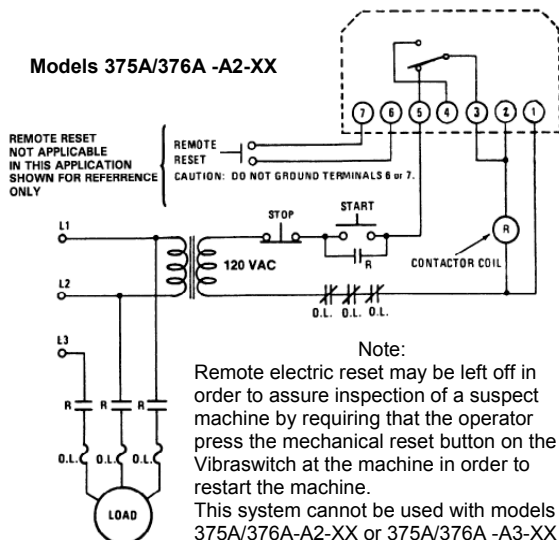 Models 375A/376A -A2-XX
7 6 5 4 3 2 1
REMOTE RESET
NOT APPLICABLE
IN THIS APPLICATION
SHOWN FOR REFERRENCE
ONLY
REMOTE
RESET
CAUTION: DO NOT GROUND TERMINALS 6 or 7.
L1
STOP
START
R
R
CONTACTOR COIL
120 VAC
L2
O.L. O.L. O.L.
L3
R R R
O.L. O.L. O.L.
LOAD
Note:
Remote electric reset may be left off in
order to assure inspection of a suspect
machine by requiring that the operator
press the mechanical reset button on the
Vibraswitch at the machine in order to
restart the machine.
This system cannot be used with models
375A/376A-A2-XX or 375A/376A -A3-XX